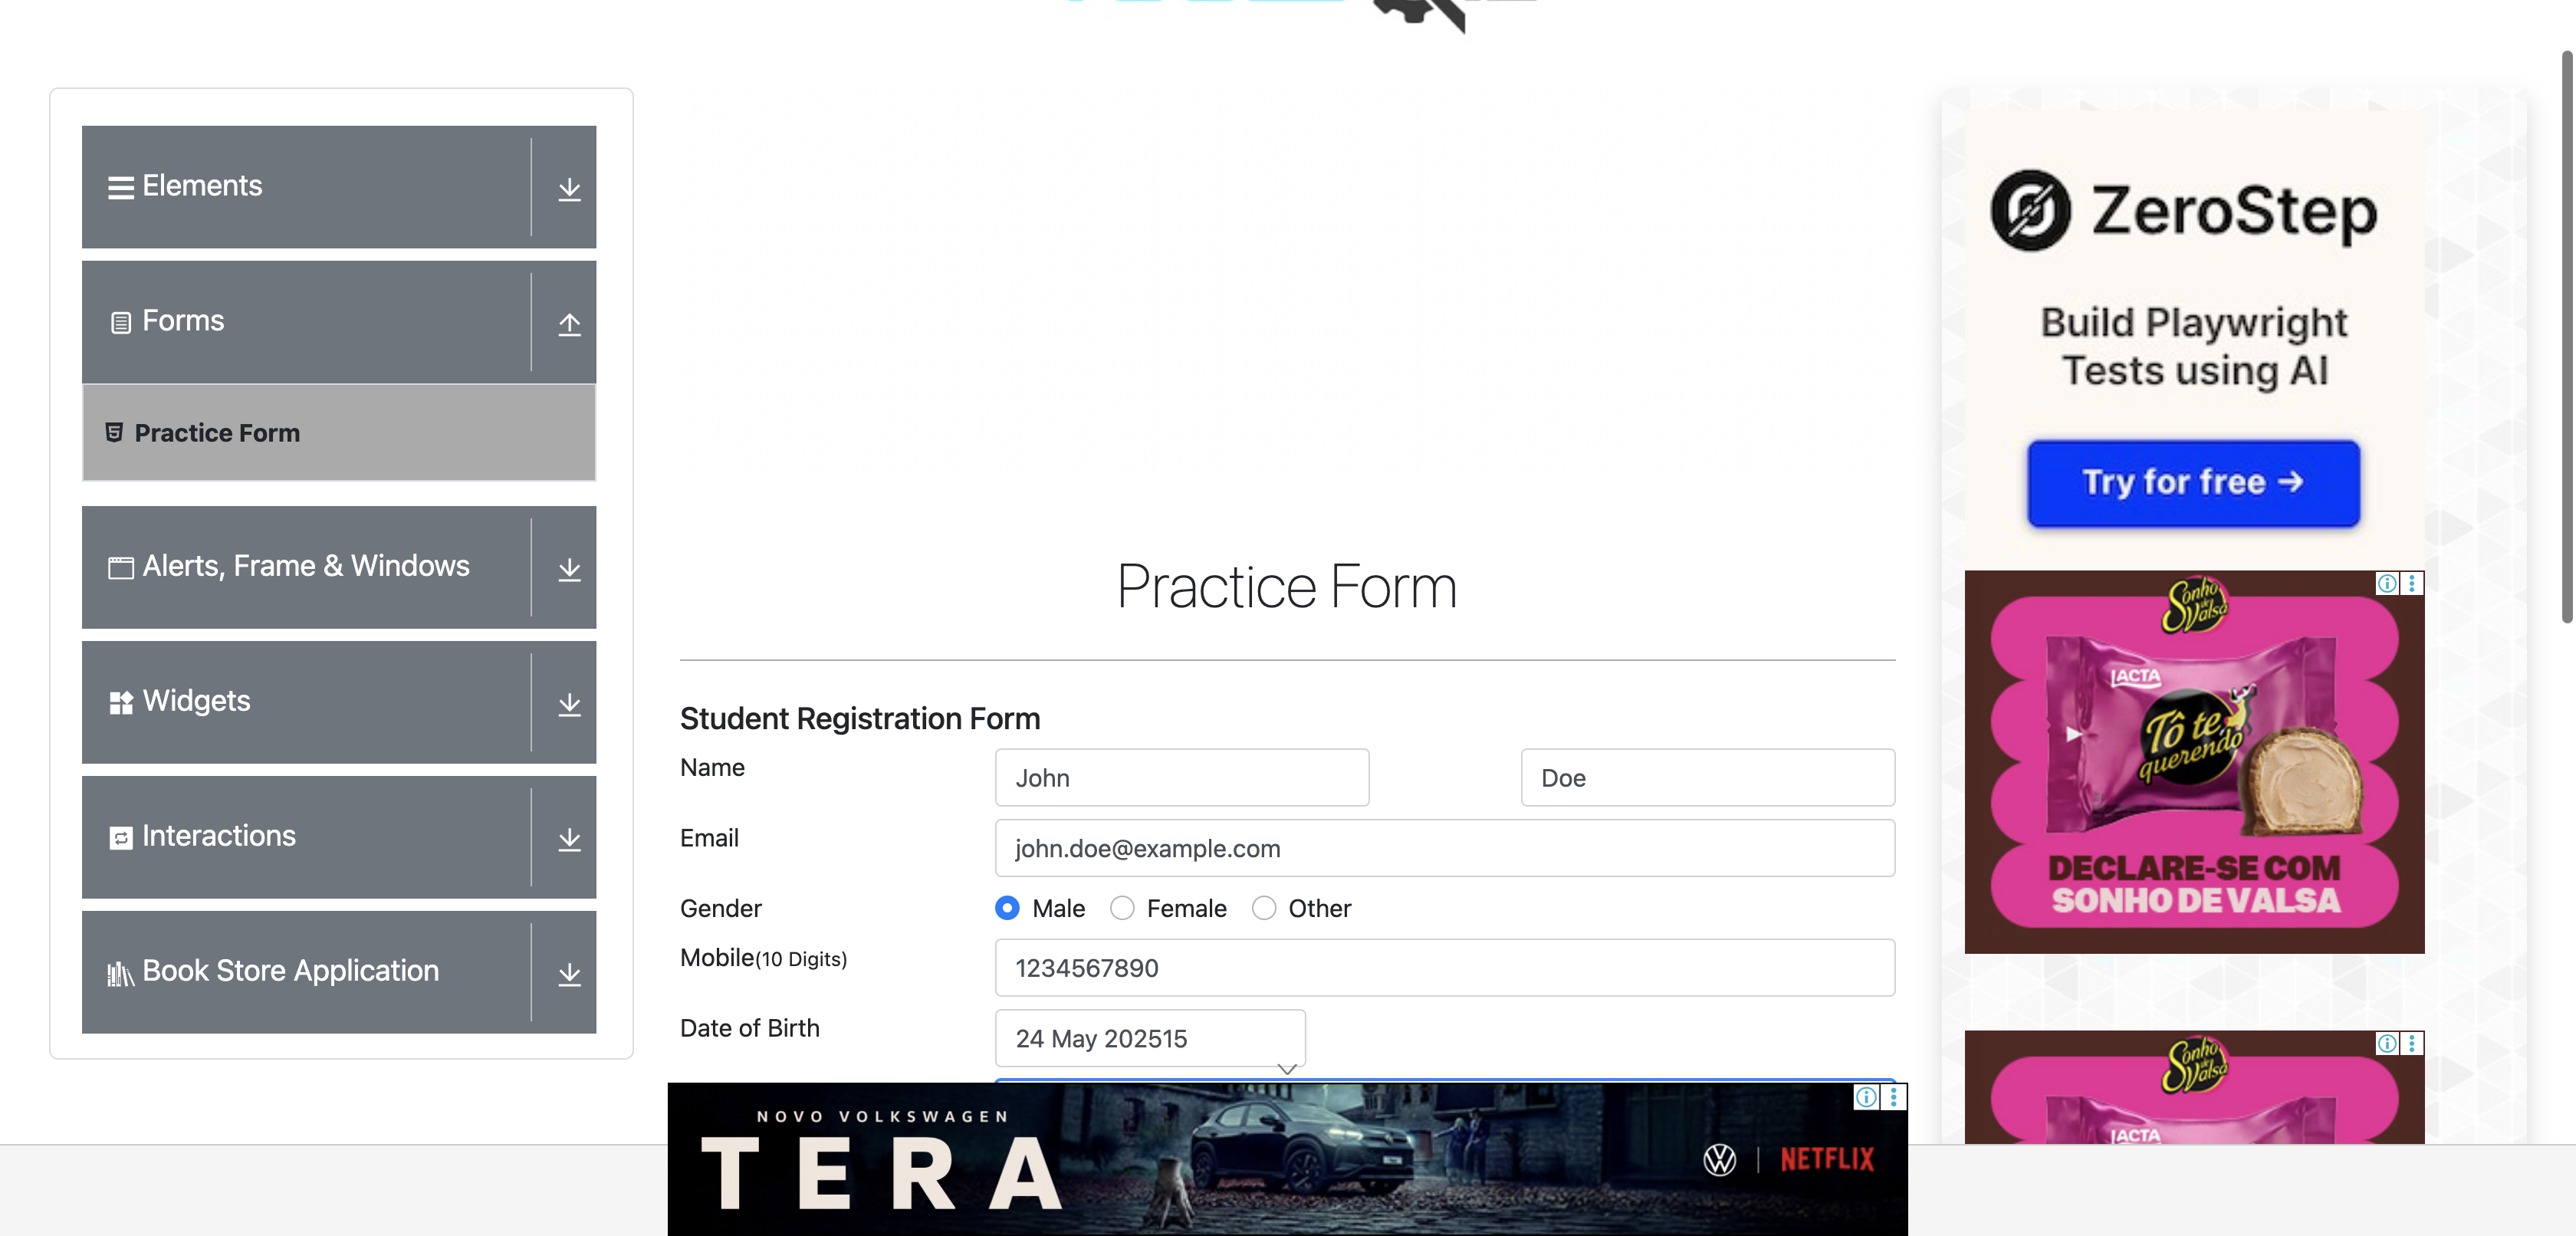 Elements
Forms
Practice Form
Alerts, Frame & Windows
Widgets
Interactions
Book Store Application
Practice Form
Student Registration Form
Name
John
Doe
Email
john.doe@example.com
Gender
Male
Female
Other
Mobile(10 Digits)
1234567890
Date of Birth
24 May 202515
NOVO VOLKSWAGEN
TERA
NETFLIX
ZeroStep
Build Playwright
Tests using AI
Try for free →
Sonho de Valsa
LACTA
Tô te
querendo
DECLARE-SE COM
SONHO DE VALSA
Sonho de Valsa
LACTA